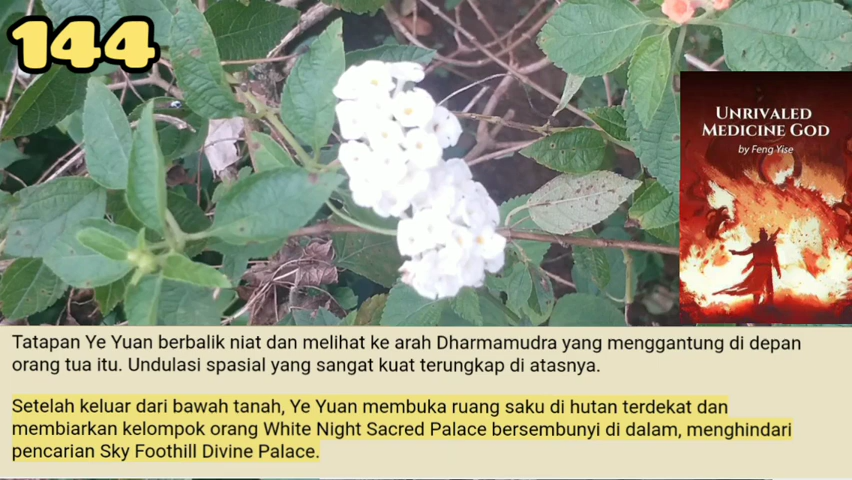 144
UNRIVALED
MEDICINE GOD
by Feng Yise
Tatapan Ye Yuan berbalik niat dan melihat ke arah Dharmamudra yang menggantung di depan
orang tua itu. Undulasi spasial yang sangat kuat terungkap di atasnya.
Setelah keluar dari bawah tanah, Ye Yuan membuka ruang saku di hutan terdekat dan
membiarkan kelompok orang White Night Sacred Palace bersembunyi di dalam, menghindari
pencarian Sky Foothill Divine Palace.